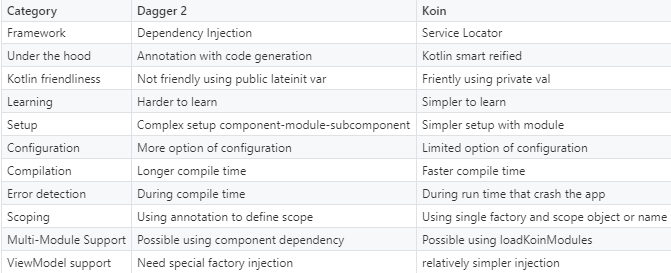 Category Dagger 2 Koin
Framework Dependency Injection Service Locator
Under the hood Annotation with code generation Kotlin smart reified
Kotlin friendliness Not friendly using public lateinit var Friently using private val
Learning Harder to learn Simpler to learn
Setup Complex setup component-module-subcomponent Simpler setup with module
Configuration More option of configuration Limited option of configuration
Compilation Longer compile time Faster compile time
Error detection During compile time During run time that crash the app
Scoping Using annotation to define scope Using single factory and scope object or name
Multi-Module Support Possible using component dependency Possible using loadKoinModules
ViewModel support Need special factory injection relatively simpler injection